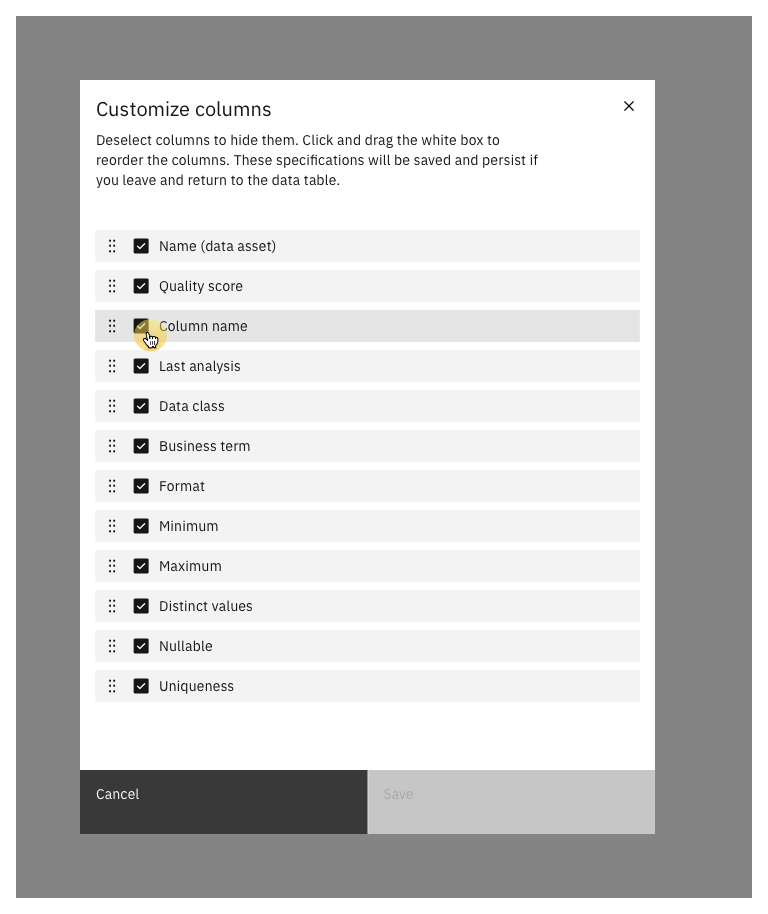 Customize columns
Deselect columns to hide them. Click and drag the white box to
reorder the columns. These specifications will be saved and persist if
you leave and return to the data table.
Name (data asset)
Quality score
Column name
Last analysis
Data class
Business term
Format
Minimum
Maximum
Distinct values
Nullable
Uniqueness
Cancel
Save